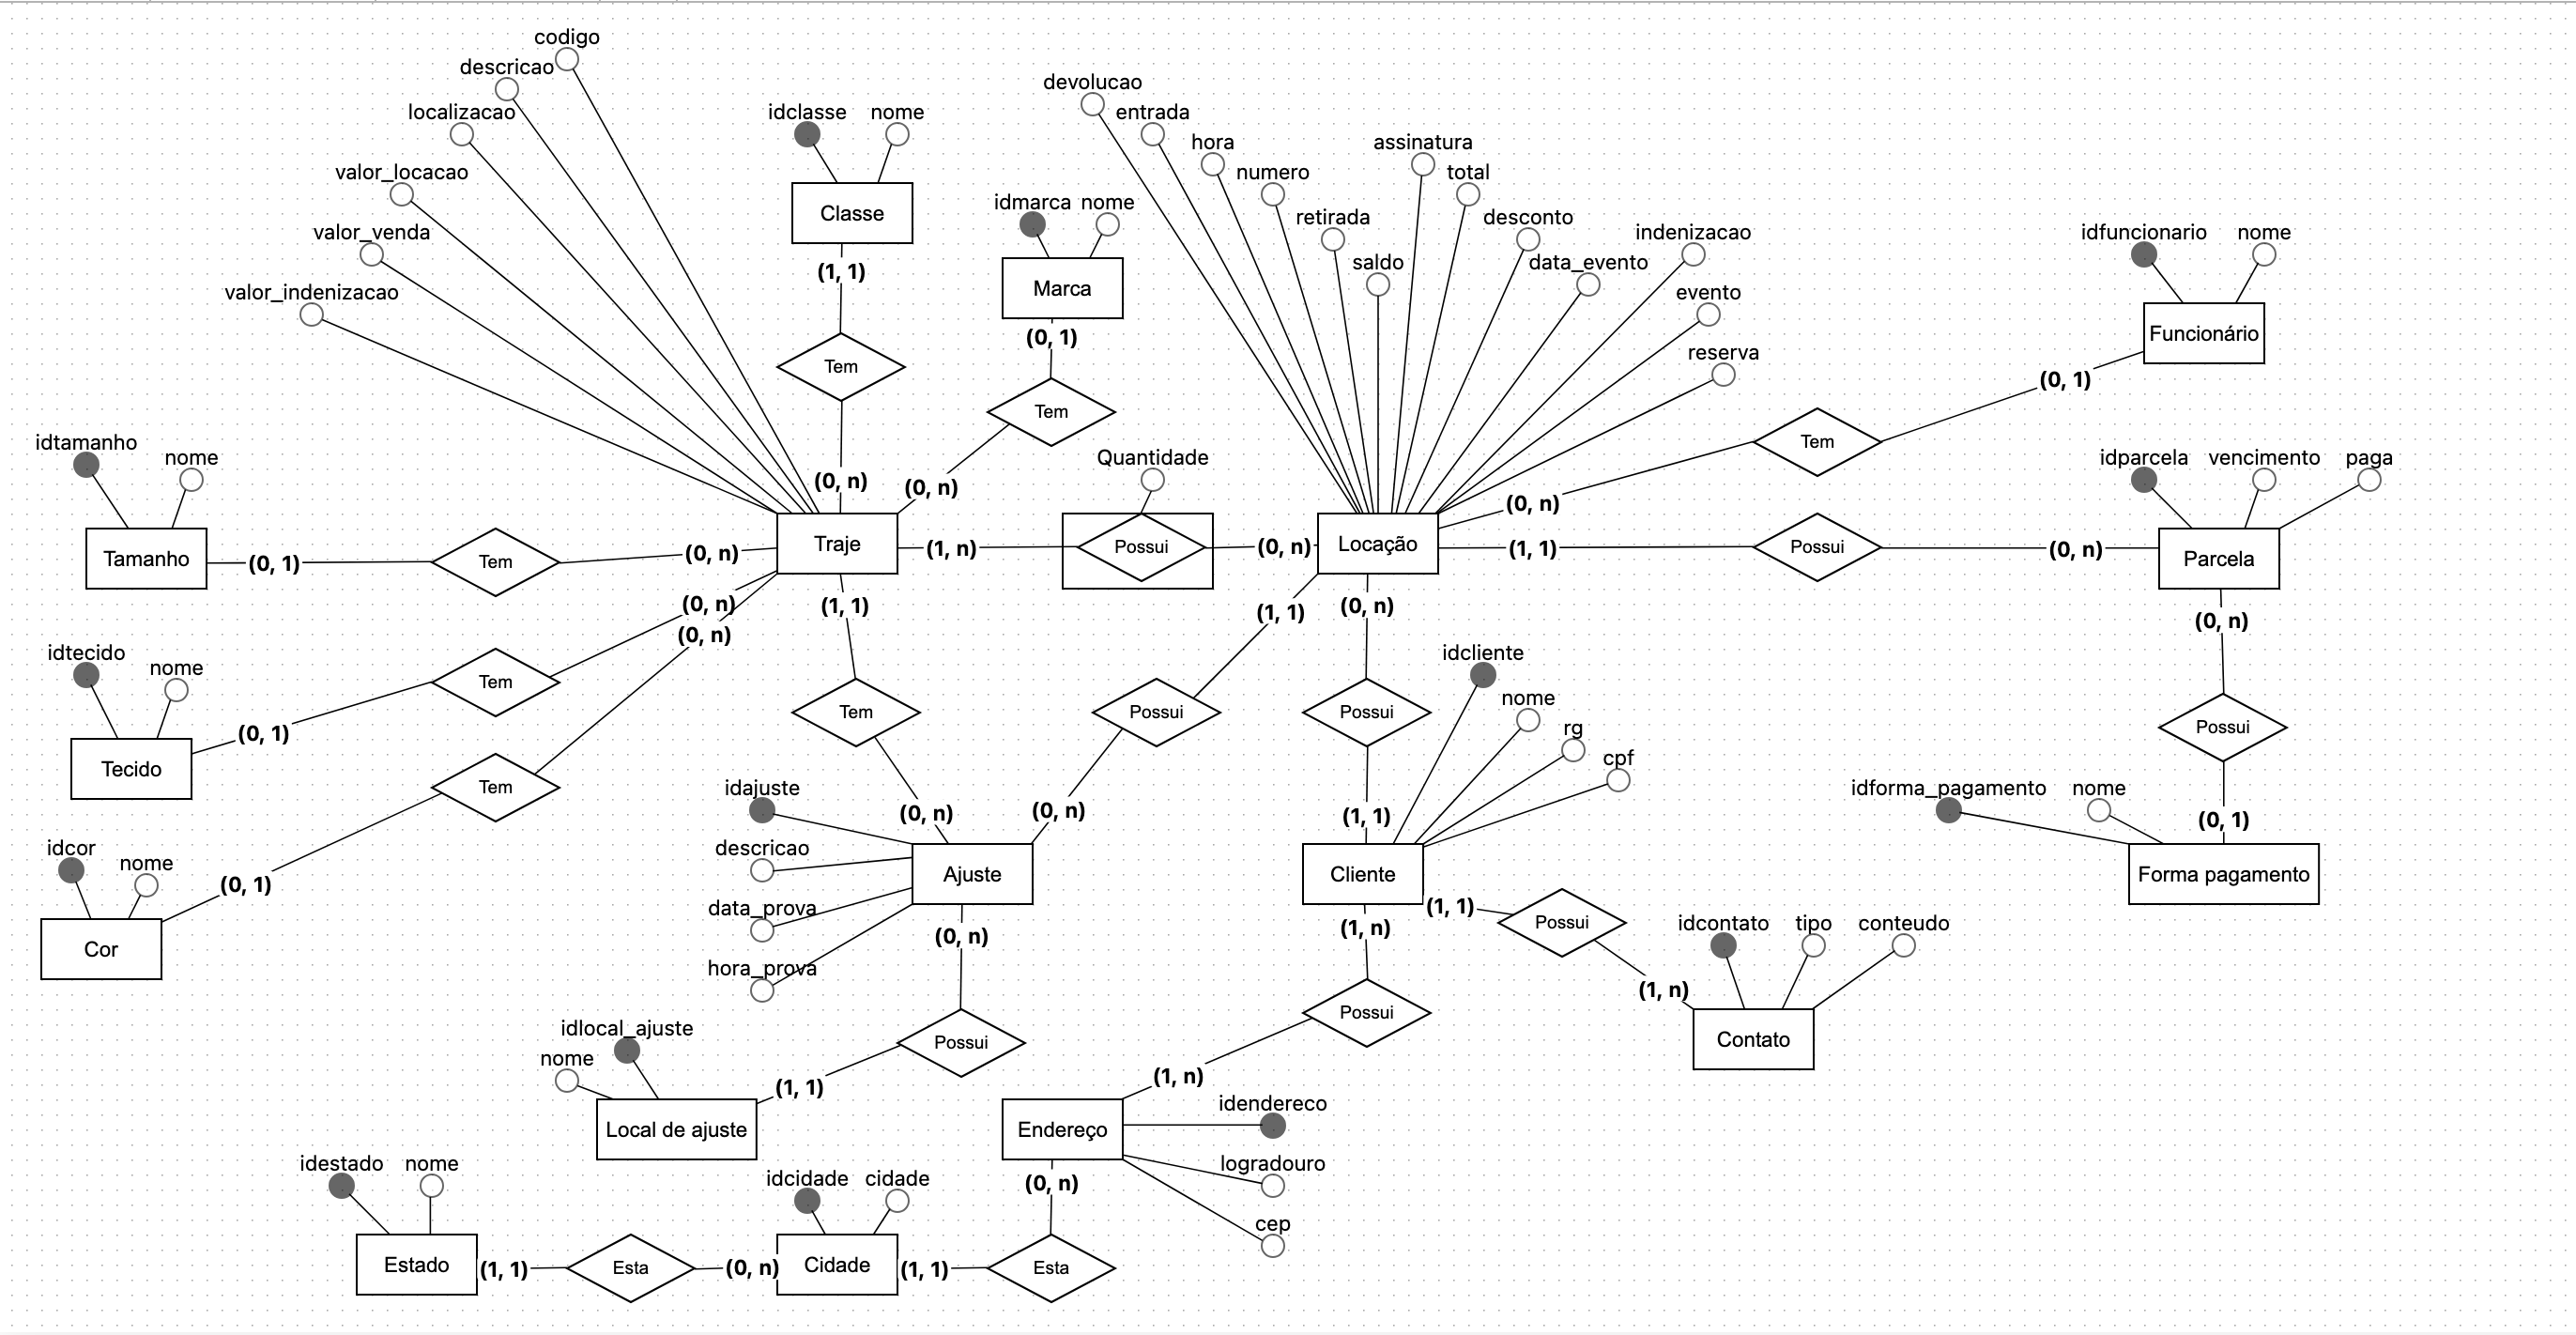 codigo
descricao
localizacao
valor_locacao
valor_venda
valor_indenizacao
idclasse nome
Classe
(1, 1)
Tem
(0, n)
idmarca nome
Marca
(0, 1)
Tem
(0, n)
devolucao
entrada
hora
numero
retirada
saldo
assinatura
total
desconto
data_evento
indenizacao
evento
reserva
idfuncionario nome
Funcionário
(0, 1)
Tem
(0, n)
idtamanho
nome
Tamanho
(0, 1)
Tem
(0, n)
Traje
(1, n)
Quantidade
Possui
(0, n)
Locação
(1, 1)
Possui
(0, n)
idparcela vencimento paga
Parcela
(0, n)
Possui
(0, 1)
idforma_pagamento nome
Forma pagamento
(0, n)
(0, n)
idtecido
nome
Tem
(0, 1)
Tecido
Tem
idcor
nome
(0, 1)
Cor
(1, 1)
Tem
(0, n)
(1, 1)
Possui
(0, n)
(0, n)
Possui
(1, 1)
idcliente
nome
rg
cpf
Cliente
idajuste
descricao
data_prova
hora_prova
Ajuste
(0, n)
Possui
(1, 1)
idlocal_ajuste
nome
Local de ajuste
(1, 1)
Possui
(1, n)
idcontato tipo conteudo
Contato
(1, n)
Possui
(1, n)
Endereço
idendereco
logradouro
cep
(0, n)
idestado nome
Estado
(1, 1)
Esta
(0, n)
idcidade cidade
Cidade
(1, 1)
Esta